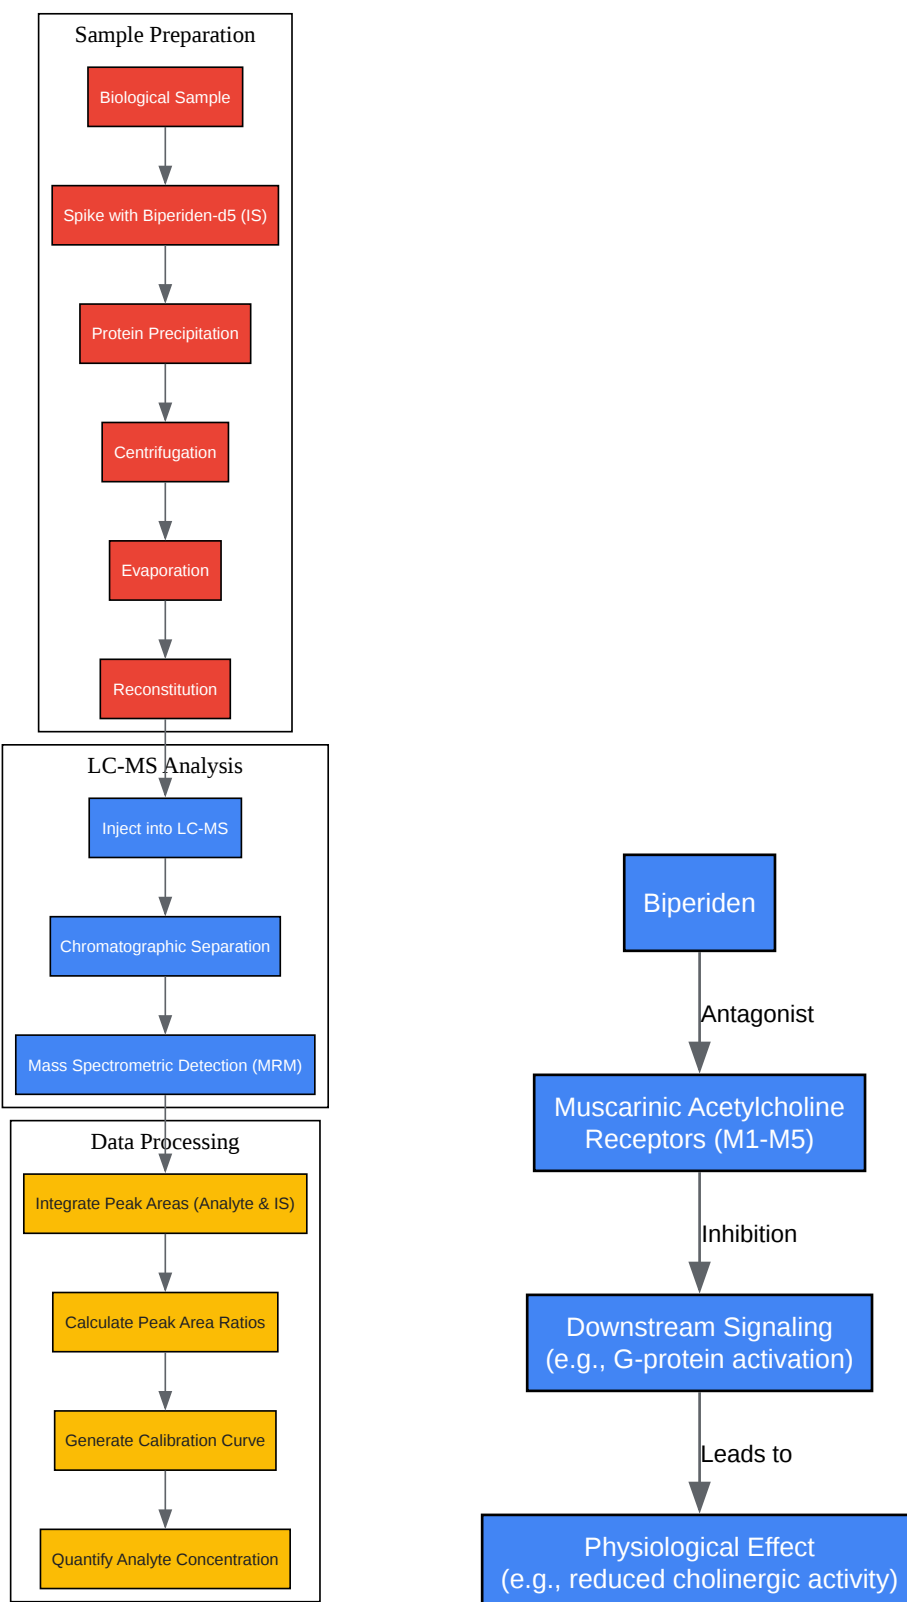 Sample Preparation
Biological Sample
Spike with Biperiden-d5 (IS)
Protein Precipitation
Centrifugation
Evaporation
Reconstitution
LC-MS Analysis
Inject into LC-MS
Chromatographic Separation
Mass Spectrometric Detection (MRM)
Data Processing
Integrate Peak Areas (Analyte & IS)
Calculate Peak Area Ratios
Generate Calibration Curve
Quantify Analyte Concentration
Biperiden
Antagonist
Muscarinic Acetylcholine
Receptors (M1-M5)
Inhibition
Downstream Signaling
(e.g., G-protein activation)
Leads to
Physiological Effect
(e.g., reduced cholinergic activity)